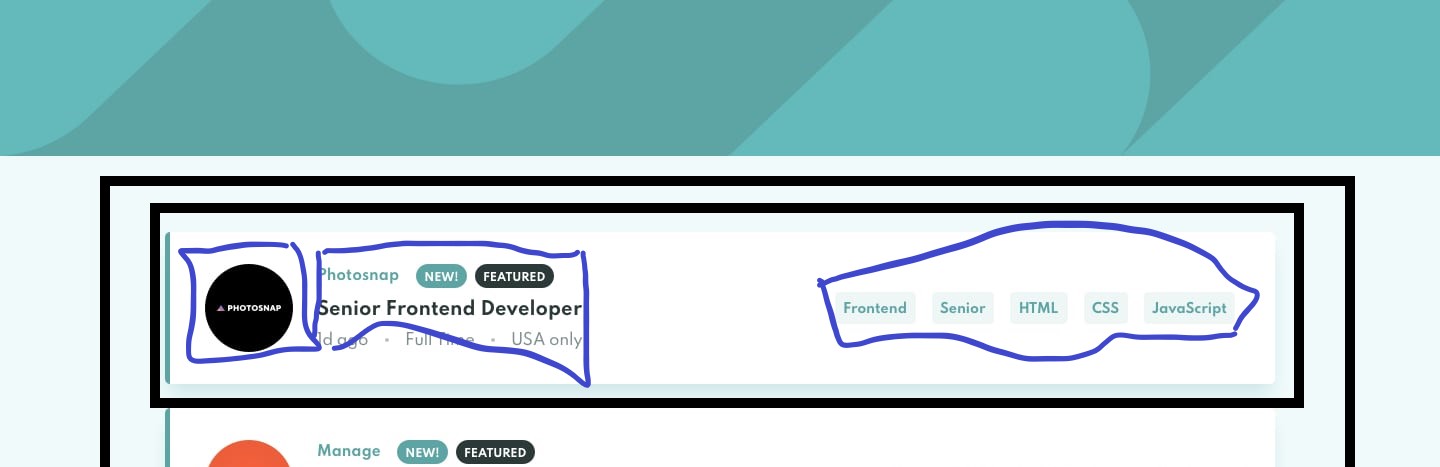 PHOTOSNAP
Photosnap NEW! FEATURED
Senior Frontend Developer
1d ago • Full Time • USA only
Frontend Senior HTML CSS JavaScript
Manage NEW! FEATURED